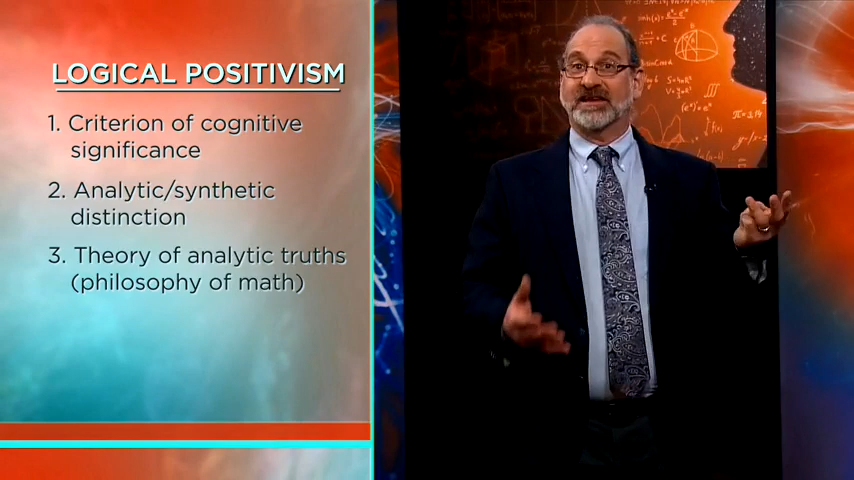 LOGICAL POSITIVISM
1. Criterion of cognitive
significance
2. Analytic/synthetic
distinction
3. Theory of analytic truths
(philosophy of math)